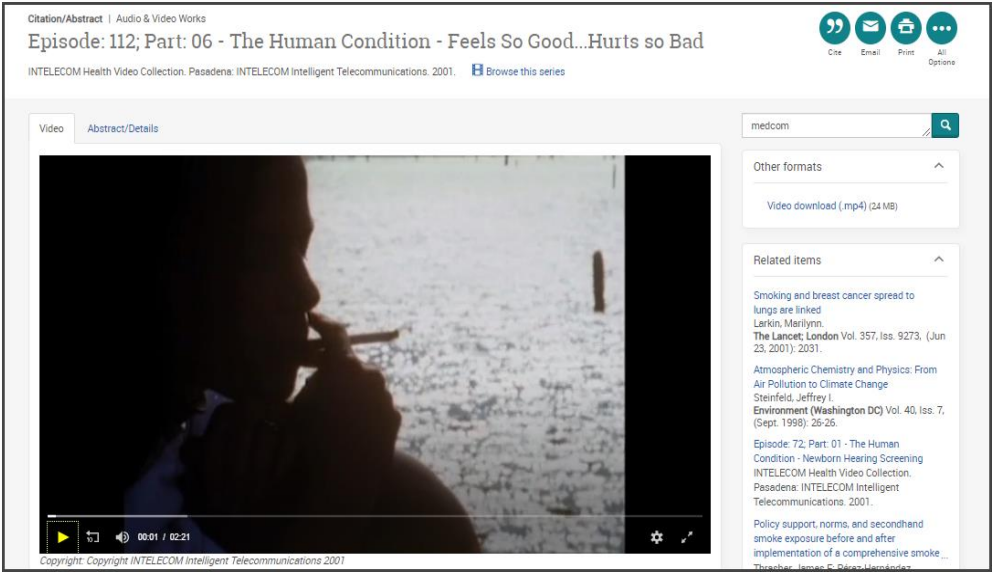 Citation/Abstract | Audio & Video Works
Episode: 112; Part: 06 - The Human Condition - Feels So Good...Hurts so Bad
INTELECOM Health Video Collection. Pasadena: INTELECOM Intelligent Telecommunications. 2001. Browse this series
Cite Email Print All Options
Video Abstract/Details
medcom
Other formats
Video download (.mp4) (24 MB)
Related items
Smoking and breast cancer spread to
lungs are linked
Larkin, Marilynn.
The Lancet; London Vol. 357, Iss. 9273, (Jun
23, 2001): 2031.
Atmospheric Chemistry and Physics: From
Air Pollution to Climate Change
Steinfeld, Jeffrey I.
Environment (Washington DC) Vol. 40, Iss. 7,
(Sept. 1998): 26-26.
Episode: 72; Part: 01 - The Human
Condition - Newborn Hearing Screening
INTELECOM Health Video Collection.
Pasadena: INTELECOM Intelligent
Telecommunications. 2001.
Policy support, norms, and secondhand
smoke exposure before and after
implementation of a comprehensive smoke...
Thrasher, James F; Pérez-Hernández,
10
00:01 / 02:21
Copyright: Copyright INTELECOM Intelligent Telecommunications 2001